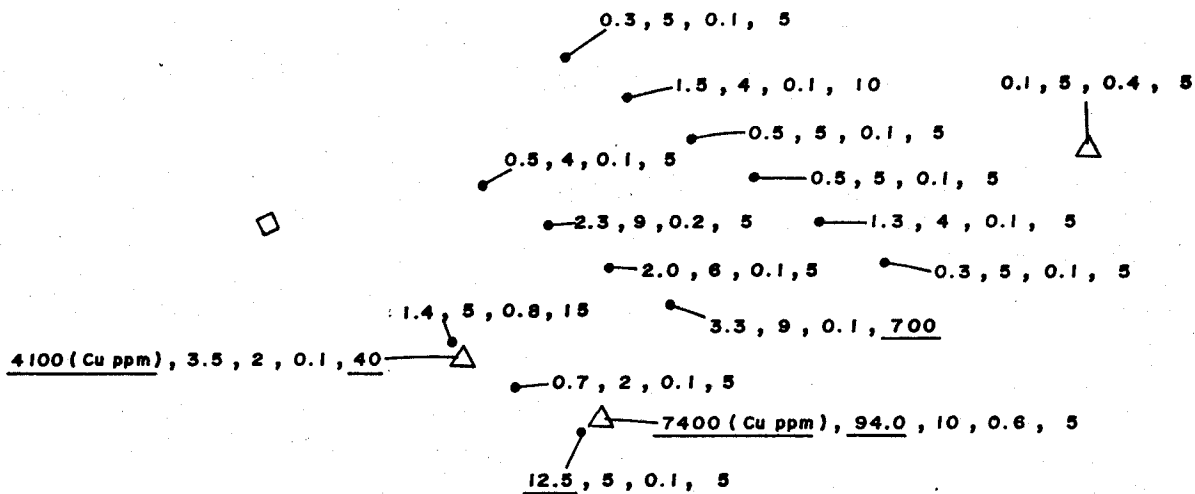 0.3, 5, 0.1, 5
1.5, 4, 0.1, 10
0.1, 5, 0.4, 5
0.5, 5, 0.1, 5
0.5, 4, 0.1, 5
0.5, 5, 0.1, 5
2.3, 9, 0.2, 5
1.3, 4, 0.1, 5
2.0, 6, 0.1, 5
0.3, 5, 0.1, 5
1.4, 5, 0.8, 15
3.3, 9, 0.1, 700
4100 (Cu ppm), 3.5, 2, 0.1, 40
0.7, 2, 0.1, 5
7400 (Cu ppm), 94.0, 10, 0.6, 5
12.5, 5, 0.1, 5